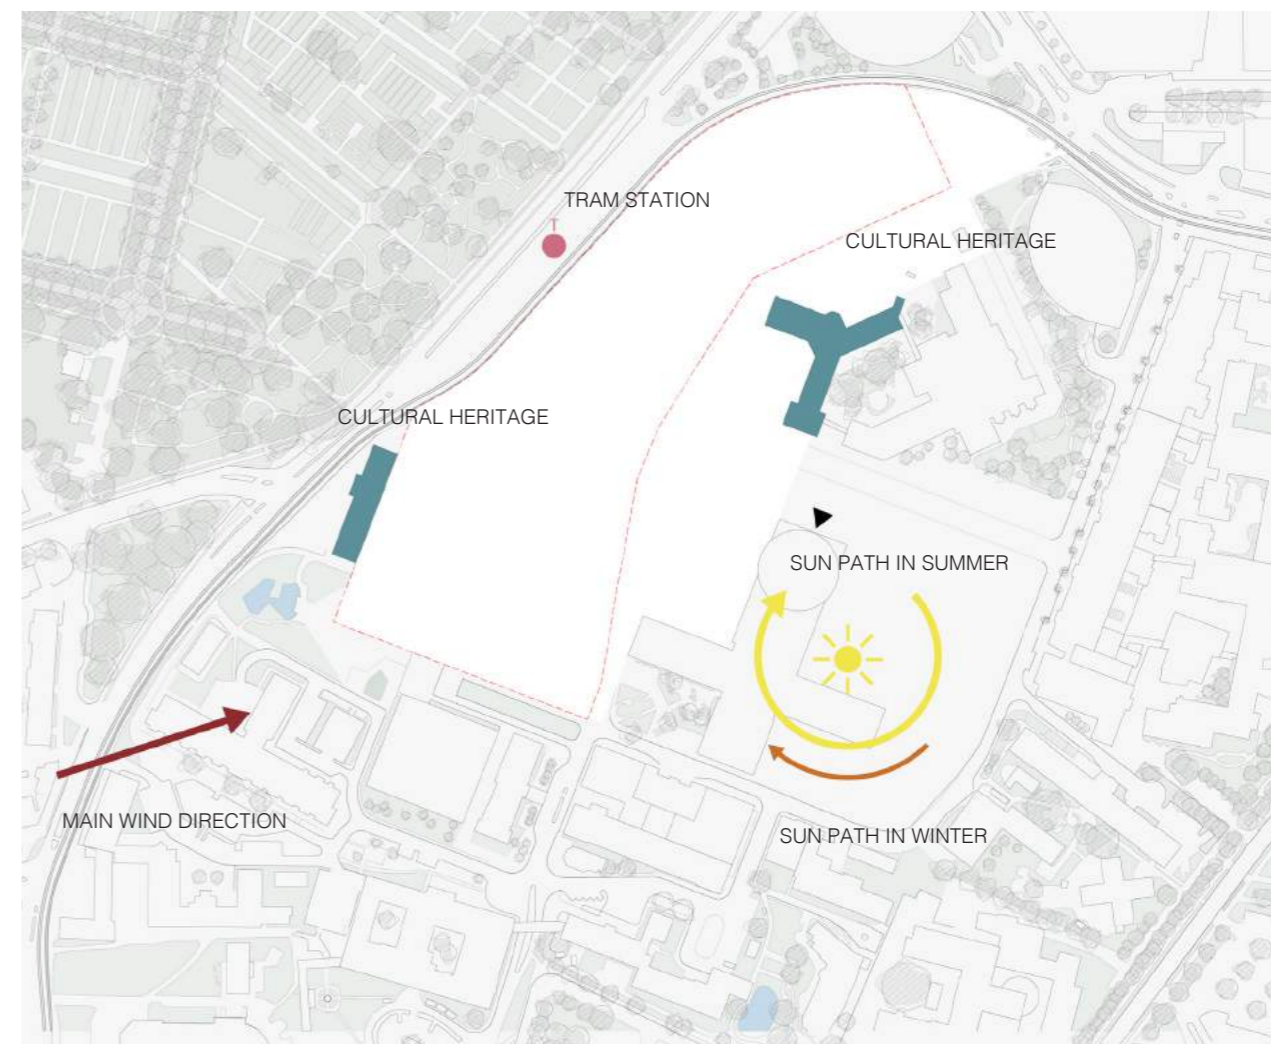 TRAM STATION
CULTURAL HERITAGE
CULTURAL HERITAGE
SUN PATH IN SUMMER
MAIN WIND DIRECTION
SUN PATH IN WINTER